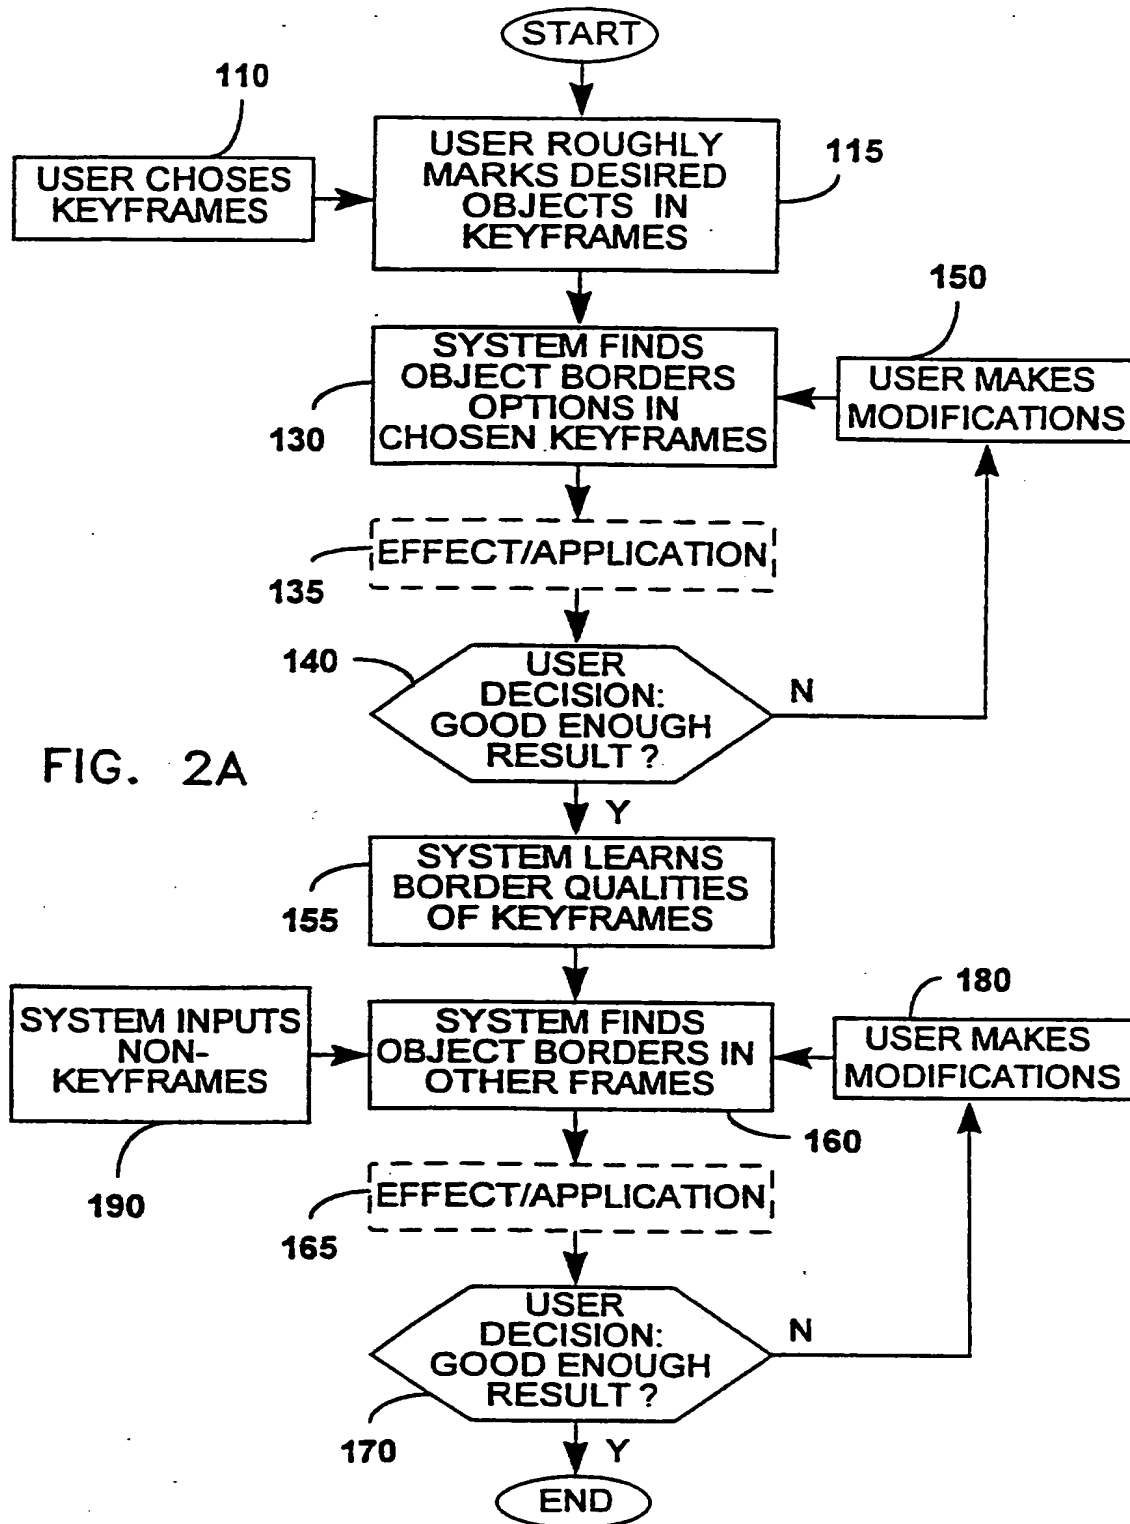 START
110
USER CHOSES
KEYFRAMES
USER ROUGHLY
MARKS DESIRED
OBJECTS IN
KEYFRAMES
115
150
SYSTEM FINDS
OBJECT BORDERS
OPTIONS IN
CHOSEN KEYFRAMES
130
USER MAKES
MODIFICATIONS
EFFECT/APPLICATION
135
140
USER
DECISION:
GOOD ENOUGH
RESULT ?
N
FIG. 2A
Y
SYSTEM LEARNS
BORDER QUALITIES
OF KEYFRAMES
155
180
SYSTEM INPUTS
NON-
KEYFRAMES
190
SYSTEM FINDS
OBJECT BORDERS IN
OTHER FRAMES
160
USER MAKES
MODIFICATIONS
EFFECT/APPLICATION
165
USER
DECISION:
GOOD ENOUGH
RESULT ?
N
170
Y
END